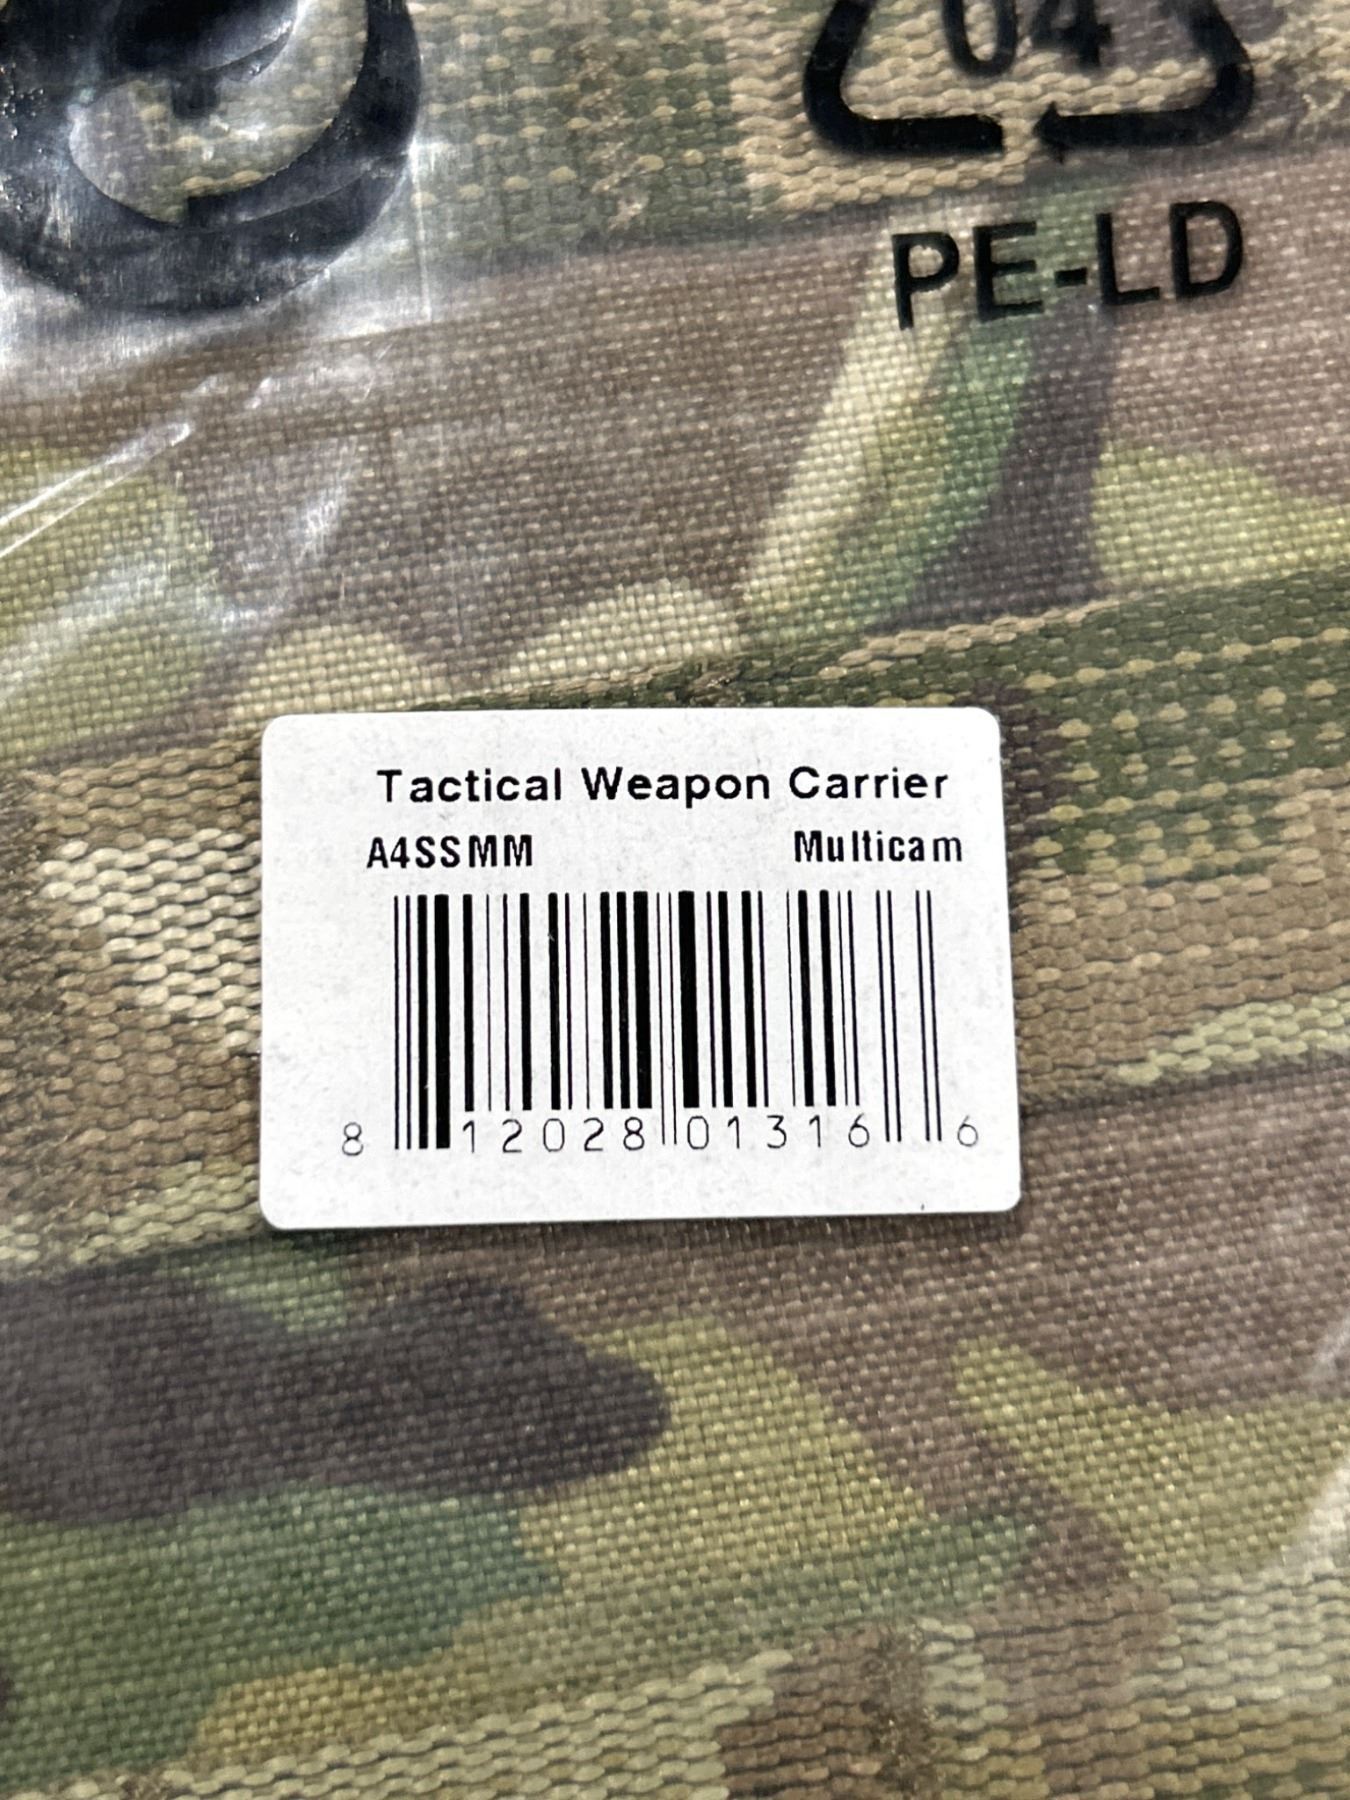 04
PE-LD
Tactical Weapon Carrier
A4SSMM Multicam
8 12028 01316 6